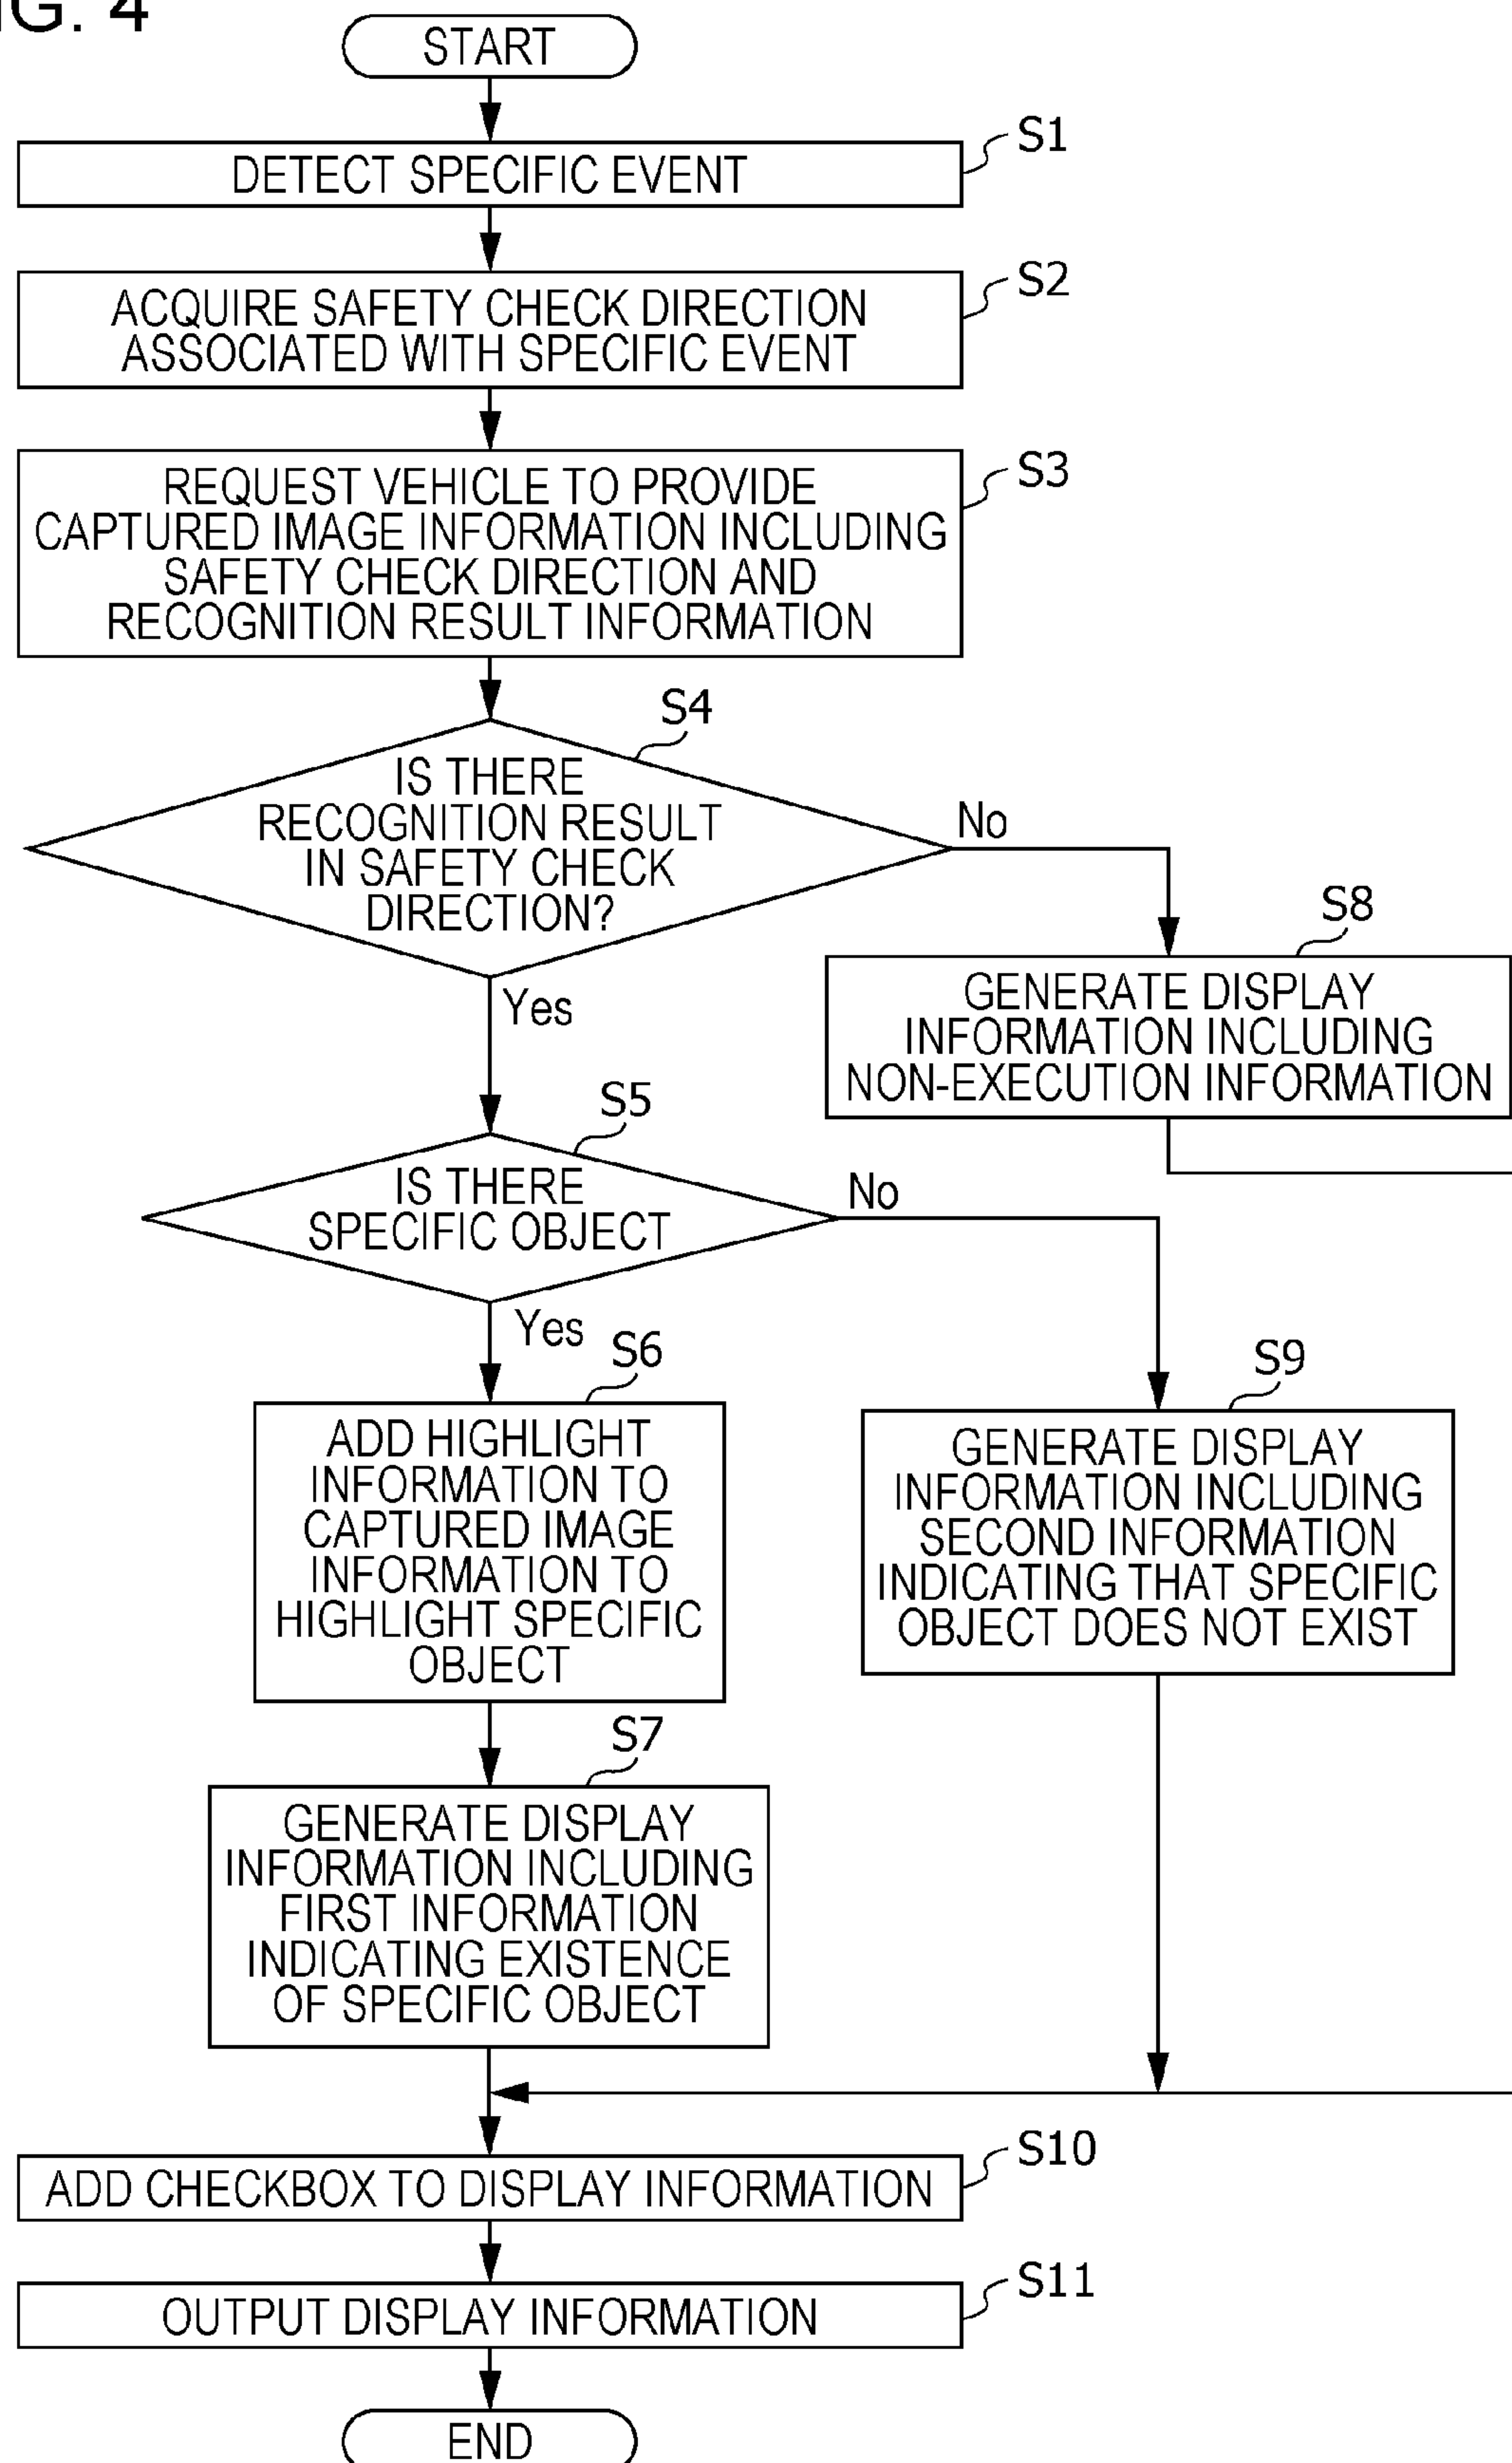 FIG. 4
START
DETECT SPECIFIC EVENT
S1
ACQUIRE SAFETY CHECK DIRECTION
ASSOCIATED WITH SPECIFIC EVENT
S2
REQUEST VEHICLE TO PROVIDE
CAPTURED IMAGE INFORMATION INCLUDING
SAFETY CHECK DIRECTION AND
RECOGNITION RESULT INFORMATION
S3
S4
IS THERE
RECOGNITION RESULT
IN SAFETY CHECK
DIRECTION?
No
Yes
S8
GENERATE DISPLAY
INFORMATION INCLUDING
NON-EXECUTION INFORMATION
S5
IS THERE
SPECIFIC OBJECT
No
Yes
S6
ADD HIGHLIGHT
INFORMATION TO
CAPTURED IMAGE
INFORMATION TO
HIGHLIGHT SPECIFIC
OBJECT
S9
GENERATE DISPLAY
INFORMATION INCLUDING
SECOND INFORMATION
INDICATING THAT SPECIFIC
OBJECT DOES NOT EXIST
S7
GENERATE DISPLAY
INFORMATION INCLUDING
FIRST INFORMATION
INDICATING EXISTENCE
OF SPECIFIC OBJECT
ADD CHECKBOX TO DISPLAY INFORMATION
S10
OUTPUT DISPLAY INFORMATION
S11
END